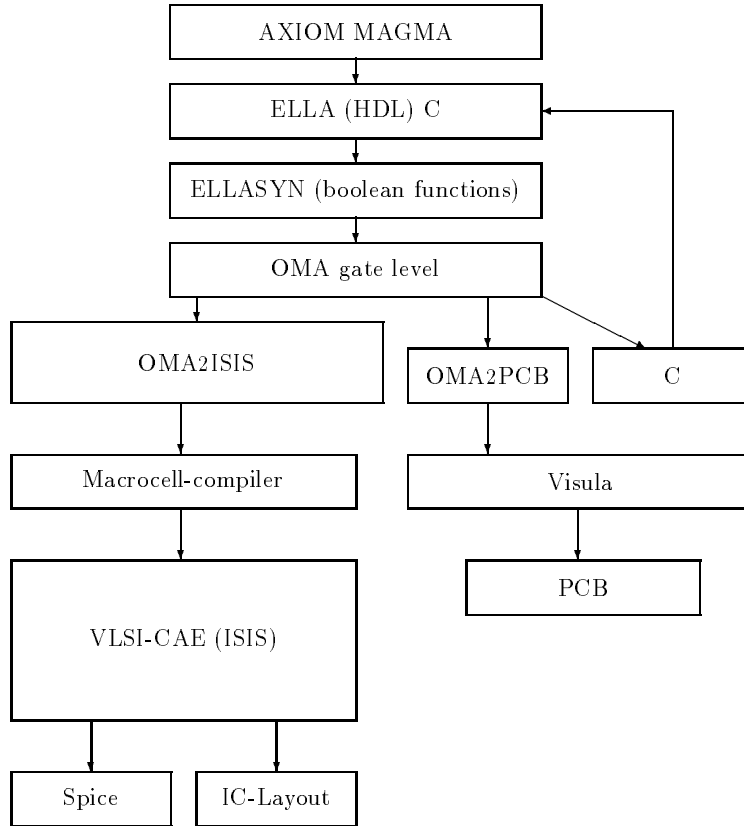 AXIOM MAGMA
ELLA (HDL) C
ELLASYN (boolean functions)
OMA gate level
OMA2ISIS
OMA2PCB
C
Macrocell-compiler
Visula
PCB
VLSI-CAE (ISIS)
Spice
IC-Layout